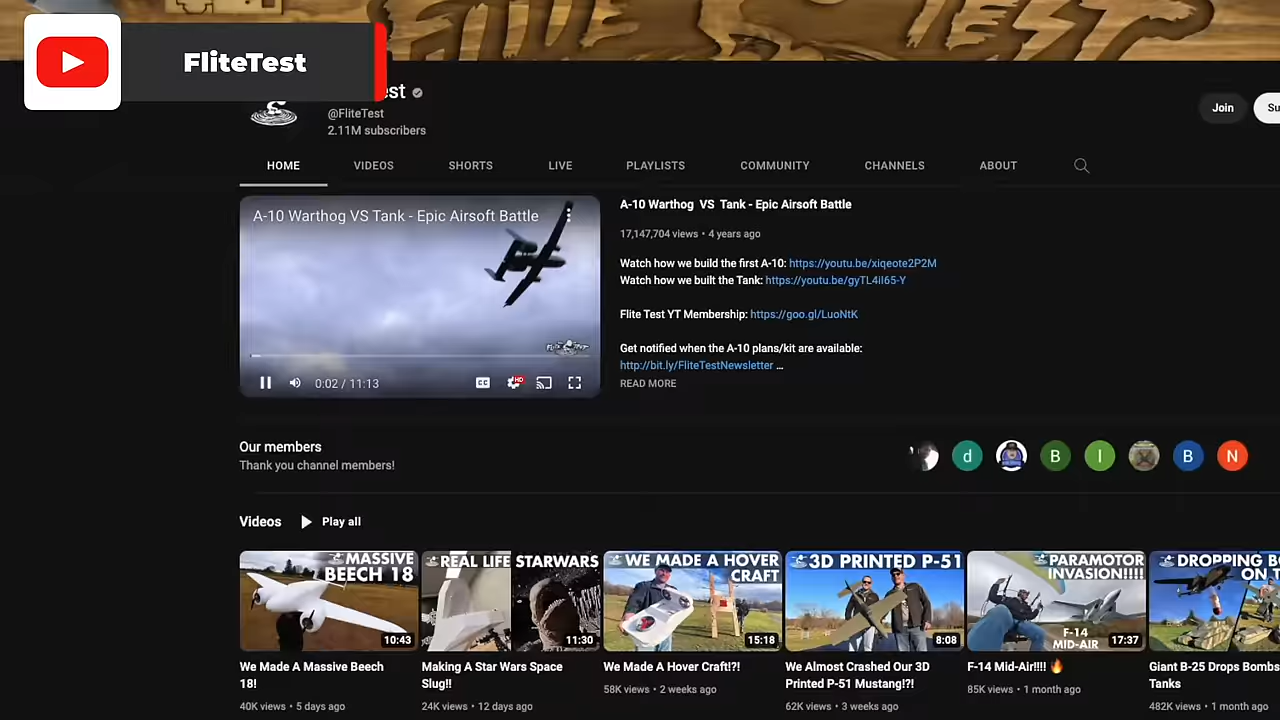 FliteTest
est
@FliteTest
2.11M subscribers
Join
Su
HOME
VIDEOS
SHORTS
LIVE
PLAYLISTS
COMMUNITY
CHANNELS
ABOUT
A-10 Warthog VS Tank - Epic Airsoft Battle
FLITE TEST
0:02 / 11:13
CC
HD
A-10 Warthog VS Tank - Epic Airsoft Battle
17,147,704 views • 4 years ago
Watch how we build the first A-10: https://youtu.be/xiqeote2P2M
Watch how we built the Tank: https://youtu.be/gyTL4iI65-Y
Flite Test YT Membership: https://goo.gl/LuoNtK
Get notified when the A-10 plans/kit are available:
http://bit.ly/FliteTestNewsletter ...
READ MORE
Our members
Thank you channel members!
d
B
I
B
N
Videos
Play all
MASSIVE
BEECH 18
10:43
We Made A Massive Beech
18!
40K views • 5 days ago
REAL LIFE STARWARS
11:30
Making A Star Wars Space
Slug!!
24K views • 12 days ago
WE MADE A HOVER
CRAFT
15:18
We Made A Hover Craft!?!
58K views • 2 weeks ago
3D PRINTED P-51
8:08
We Almost Crashed Our 3D
Printed P-51 Mustang!?!
62K views • 3 weeks ago
PARAMOTOR
INVASION!!!!
F-14
MID-AIR
17:37
F-14 Mid-Air!!!! 🔥
85K views • 1 month ago
DROPPING BO
ON T
Giant B-25 Drops Bombs
Tanks
482K views • 1 month ago